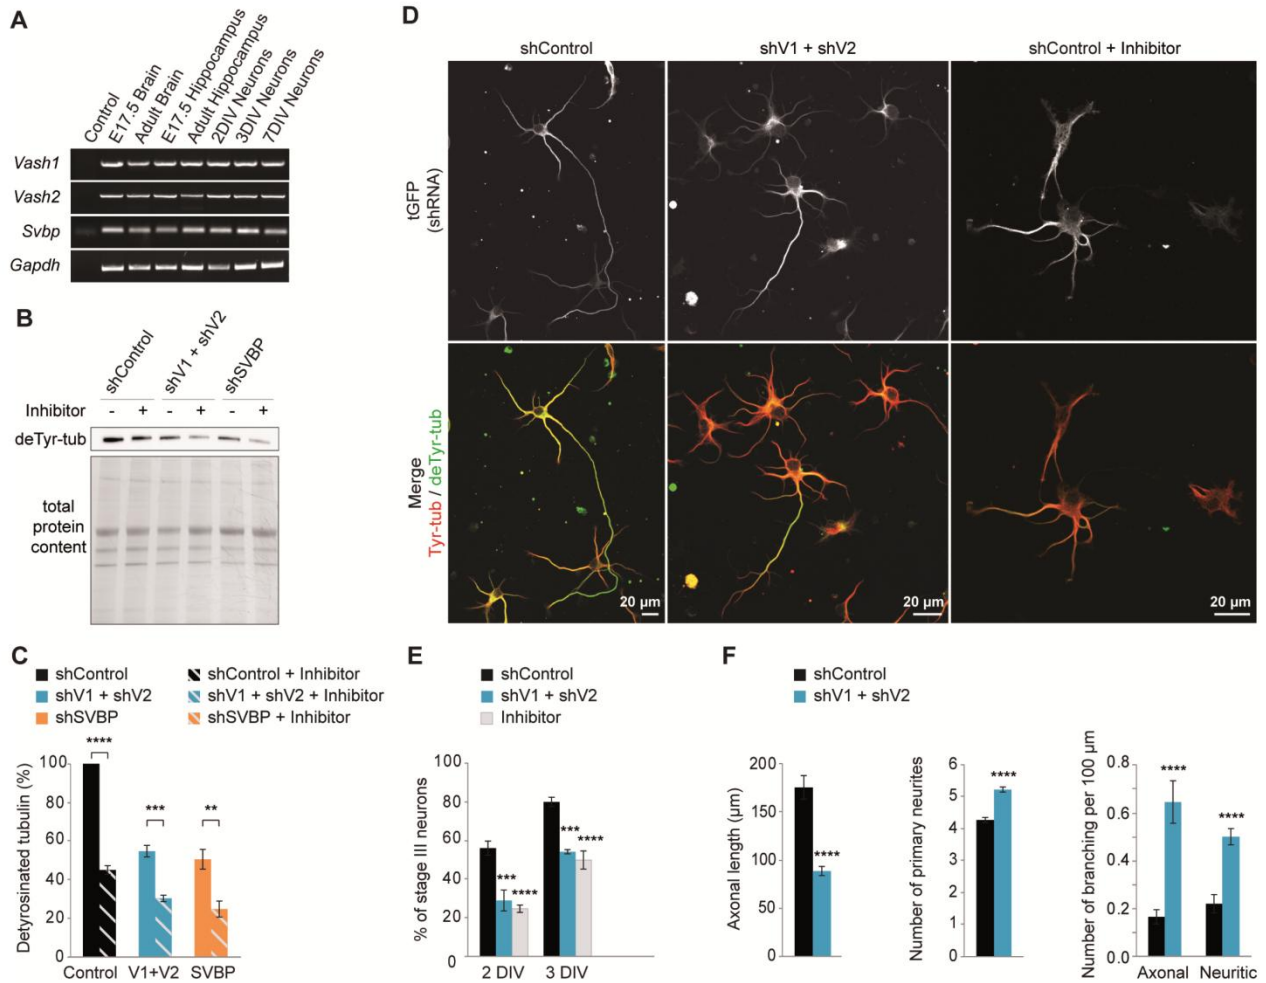 A
Control
E17.5 Brain
Adult Brain
E17.5 Hippocampus
Adult Hippocampus
2DIV Neurons
3DIV Neurons
7DIV Neurons
Vash1
Vash2
Svbp
Gapdh
B
shControl
shV1 + shV2
shSVBP
Inhibitor - + - + - +
deTyr-tub
total
protein
content
C
shControl
shControl + Inhibitor
shV1 + shV2
shV1 + shV2 + Inhibitor
shSVBP
shSVBP + Inhibitor
Detyrosinated tubulin (%)
100
80
60
40
20
0
****
***
**
Control V1+V2 SVBP
D
shControl
shV1 + shV2
shControl + Inhibitor
tGFP
(shRNA)
Merge
Tyr-tub / deTyr-tub
20 µm
20 µm
20 µm
E
shControl
shV1 + shV2
Inhibitor
% of stage III neurons
100
80
60
40
20
0
***
****
***
****
2 DIV 3 DIV
F
shControl
shV1 + shV2
Axonal length (µm)
200
150
100
50
0
****
Number of primary neurites
6
5
4
3
2
1
0
****
Number of branching per 100 µm
0.8
0.6
0.4
0.2
0.0
****
****
Axonal Neuritic